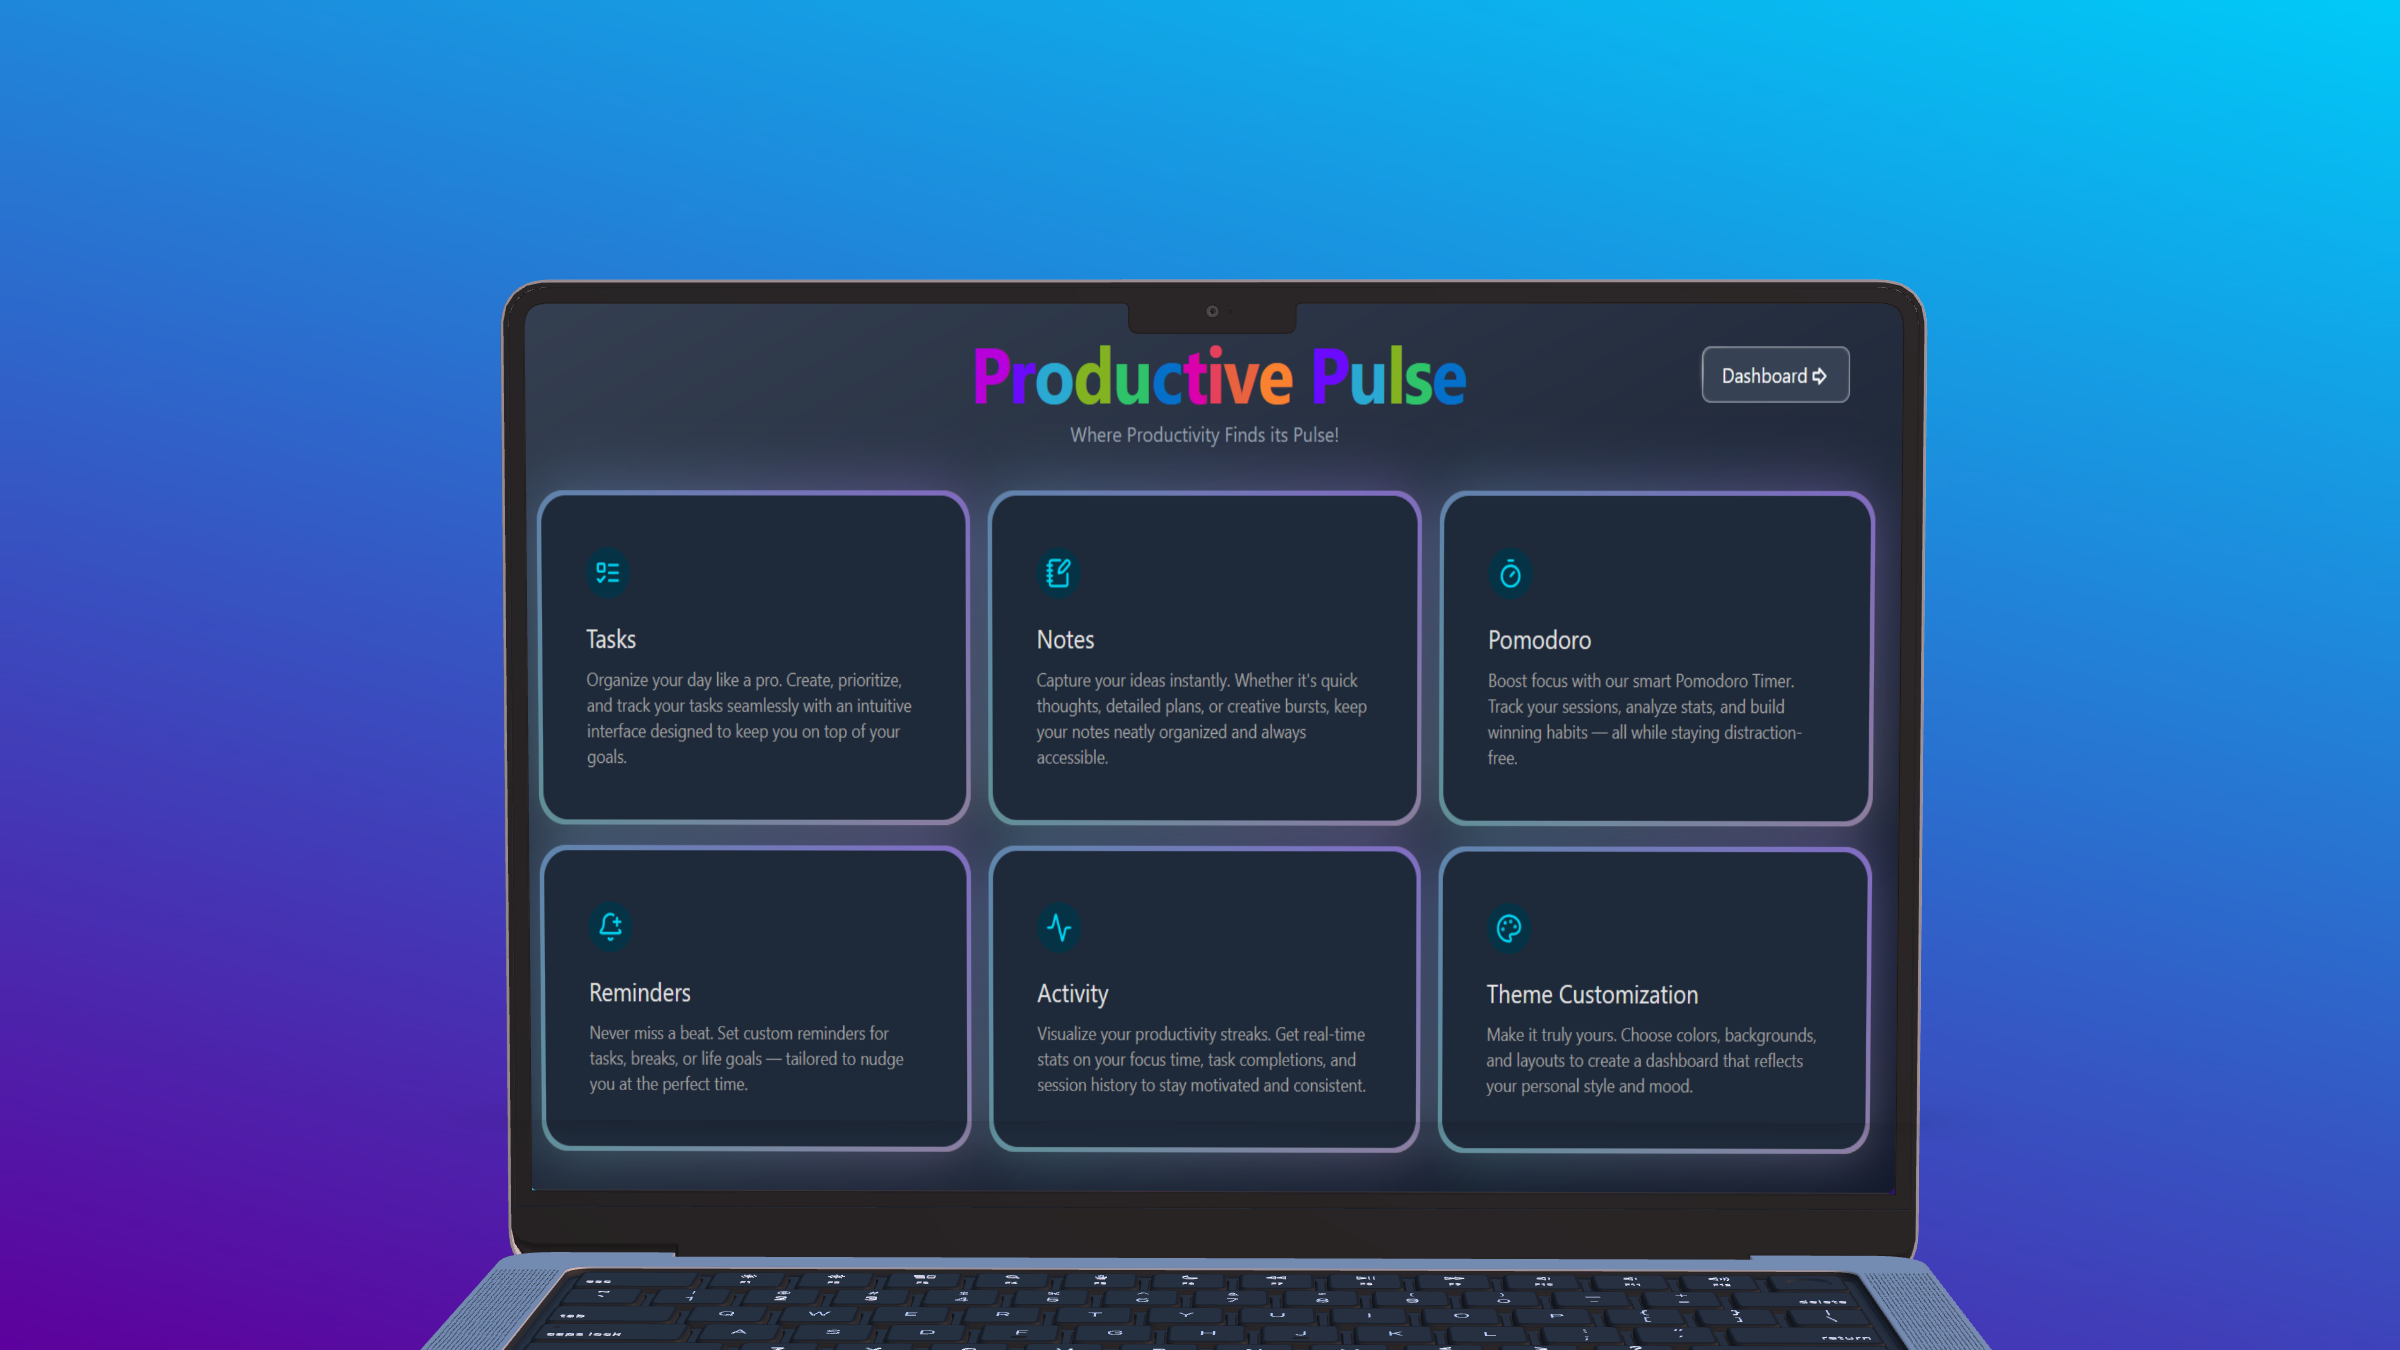 Productive Pulse
Dashboard
Where Productivity Finds its Pulse!
Tasks
Organize your day like a pro. Create, prioritize,
and track your tasks seamlessly with an intuitive
interface designed to keep you on top of your
goals.
Notes
Capture your ideas instantly. Whether it's quick
thoughts, detailed plans, or creative bursts, keep
your notes neatly organized and always
accessible.
Pomodoro
Boost focus with our smart Pomodoro Timer.
Track your sessions, analyze stats, and build
winning habits — all while staying distraction-
free.
Reminders
Never miss a beat. Set custom reminders for
tasks, breaks, or life goals — tailored to nudge
you at the perfect time.
Activity
Visualize your productivity streaks. Get real-time
stats on your focus time, task completions, and
session history to stay motivated and consistent.
Theme Customization
Make it truly yours. Choose colors, backgrounds,
and layouts to create a dashboard that reflects
your personal style and mood.
esc
delete
tab Q W E R T Y U I O P
caps lock A S D F G H J K L return